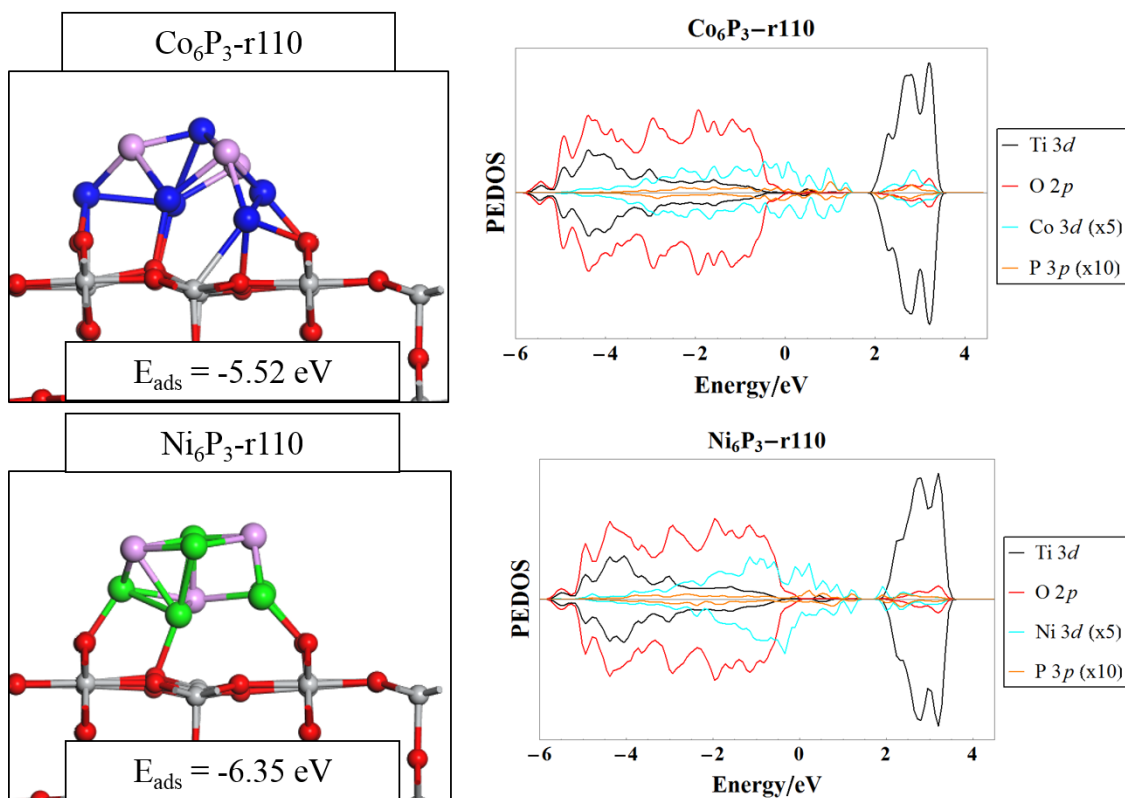 Co₆P₃-r110
E_ads = -5.52 eV
Co₆P₃−r110
PEDOS
−6 −4 −2 0 2 4
Energy/eV
Ti 3d
O 2p
Co 3d (x5)
P 3p (x10)
Ni₆P₃-r110
E_ads = -6.35 eV
Ni₆P₃−r110
PEDOS
−6 −4 −2 0 2 4
Energy/eV
Ti 3d
O 2p
Ni 3d (x5)
P 3p (x10)